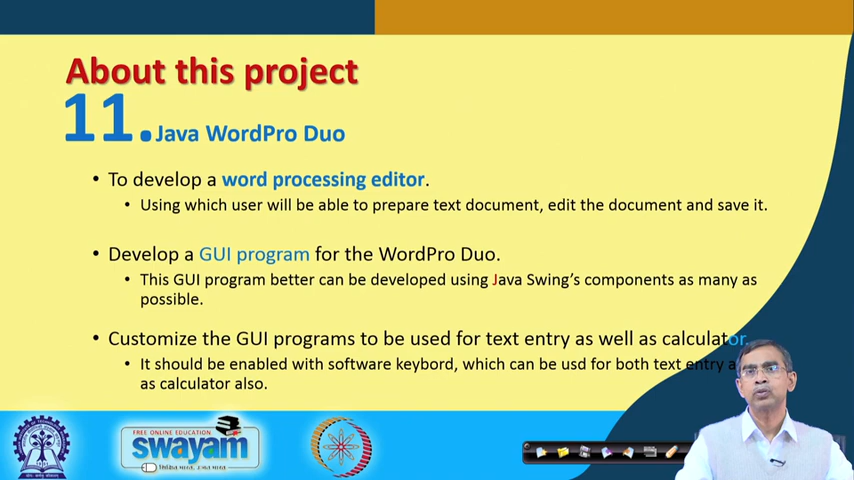 About this project
11. Java WordPro Duo
• To develop a word processing editor.
• Using which user will be able to prepare text document, edit the document and save it.
• Develop a GUI program for the WordPro Duo.
• This GUI program better can be developed using Java Swing's components as many as
possible.
• Customize the GUI programs to be used for text entry as well as calculator.
• It should be enabled with software keybord, which can be usd for both text entry a
as calculator also.
FREE ONLINE EDUCATION
swayam